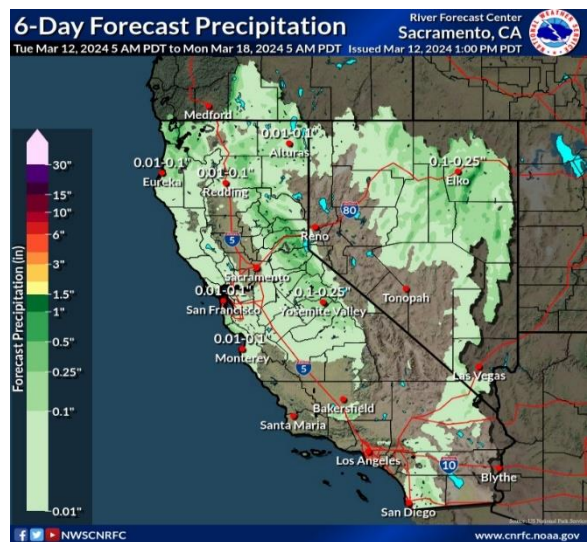 6-Day Forecast Precipitation
River Forecast Center
Sacramento, CA
Tue Mar 12, 2024 5 AM PDT to Mon Mar 18, 2024 5 AM PDT
Issued Mar 12, 2024 1:00 PM PDT
Medford
0.01-0.1"
Alturas
0.01-0.1"
Eureka
0.01-0.1"
Redding
0.1-0.25"
Elko
80
Reno
5
Sacramento
0.01-0.1"
San Francisco
0.1-0.25"
Yosemite Valley
Tonopah
0.01-0.1"
Monterey
5
Las Vegas
Bakersfield
Santa Maria
Los Angeles
10
Blythe
San Diego
Forecast Precipitation (in)
30"
15"
10"
6"
3"
1.5"
1"
0.5"
0.25"
0.1"
0.01"
NWSCNRFC
www.cnrfc.noaa.gov